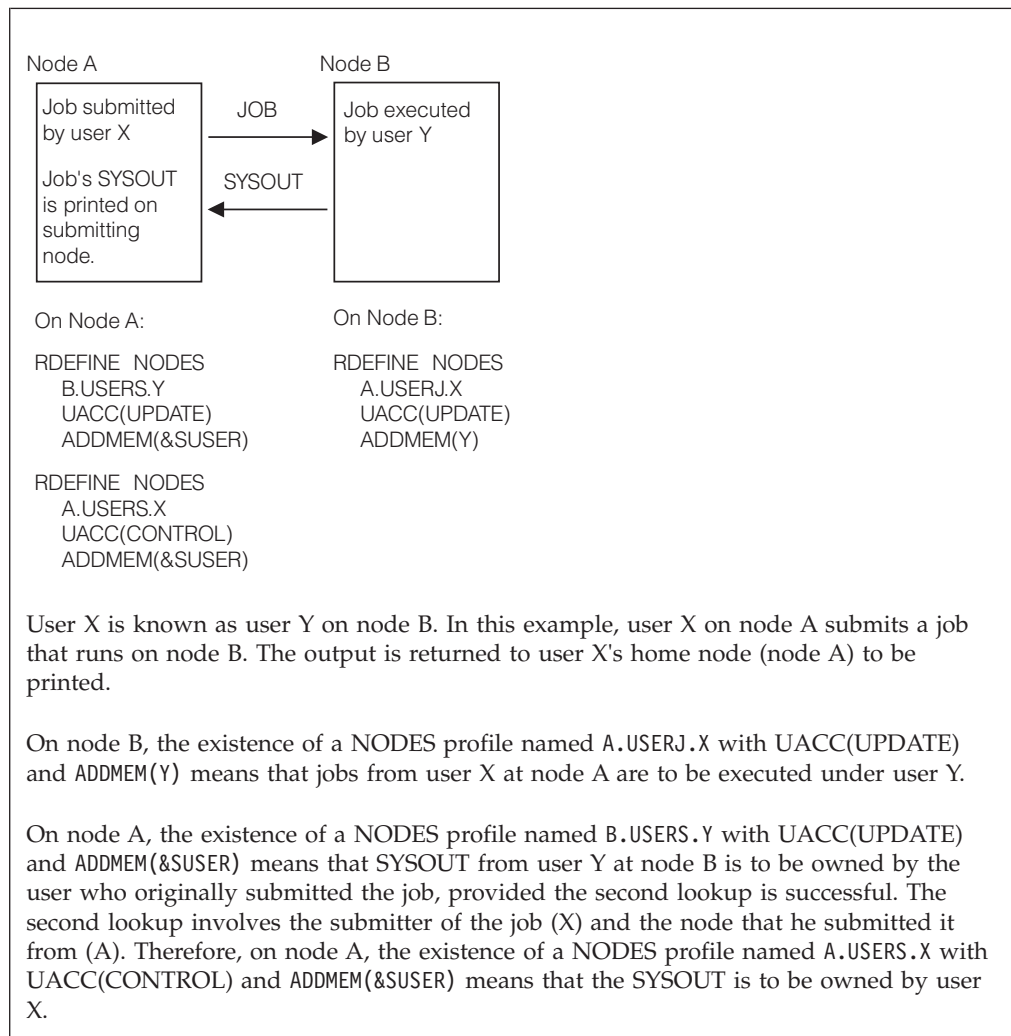 Node A
Node B
Job submitted
by user X
Job's SYSOUT
is printed on
submitting
node.
JOB
SYSOUT
Job executed
by user Y
On Node A:
RDEFINE NODES
B.USERS.Y
UACC(UPDATE)
ADDMEM(&SUSER)
RDEFINE NODES
A.USERS.X
UACC(CONTROL)
ADDMEM(&SUSER)
On Node B:
RDEFINE NODES
A.USERJ.X
UACC(UPDATE)
ADDMEM(Y)
User X is known as user Y on node B. In this example, user X on node A submits a job
that runs on node B. The output is returned to user X's home node (node A) to be
printed.
On node B, the existence of a NODES profile named A.USERJ.X with UACC(UPDATE)
and ADDMEM(Y) means that jobs from user X at node A are to be executed under user Y.
On node A, the existence of a NODES profile named B.USERS.Y with UACC(UPDATE)
and ADDMEM(&SUSER) means that SYSOUT from user Y at node B is to be owned by the
user who originally submitted the job, provided the second lookup is successful. The
second lookup involves the submitter of the job (X) and the node that he submitted it
from (A). Therefore, on node A, the existence of a NODES profile named A.USERS.X with
UACC(CONTROL) and ADDMEM(&SUSER) means that the SYSOUT is to be owned by user
X.